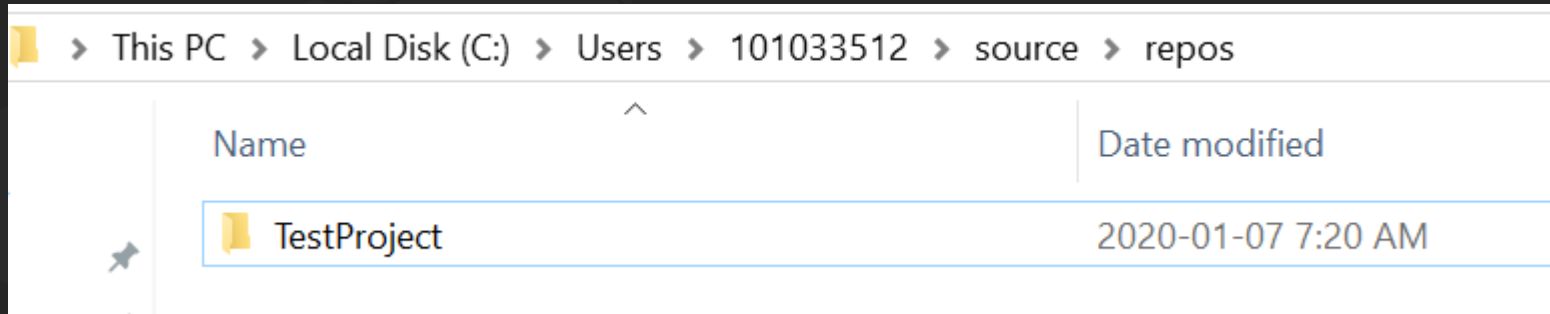 This PC > Local Disk (C:) > Users > 101033512 > source > repos
Name Date modified
TestProject 2020-01-07 7:20 AM